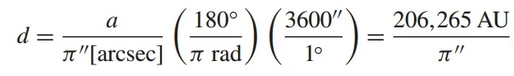 d = a / π″[arcsec] (180° / π rad) (3600″ / 1°) = 206,265 AU / π″